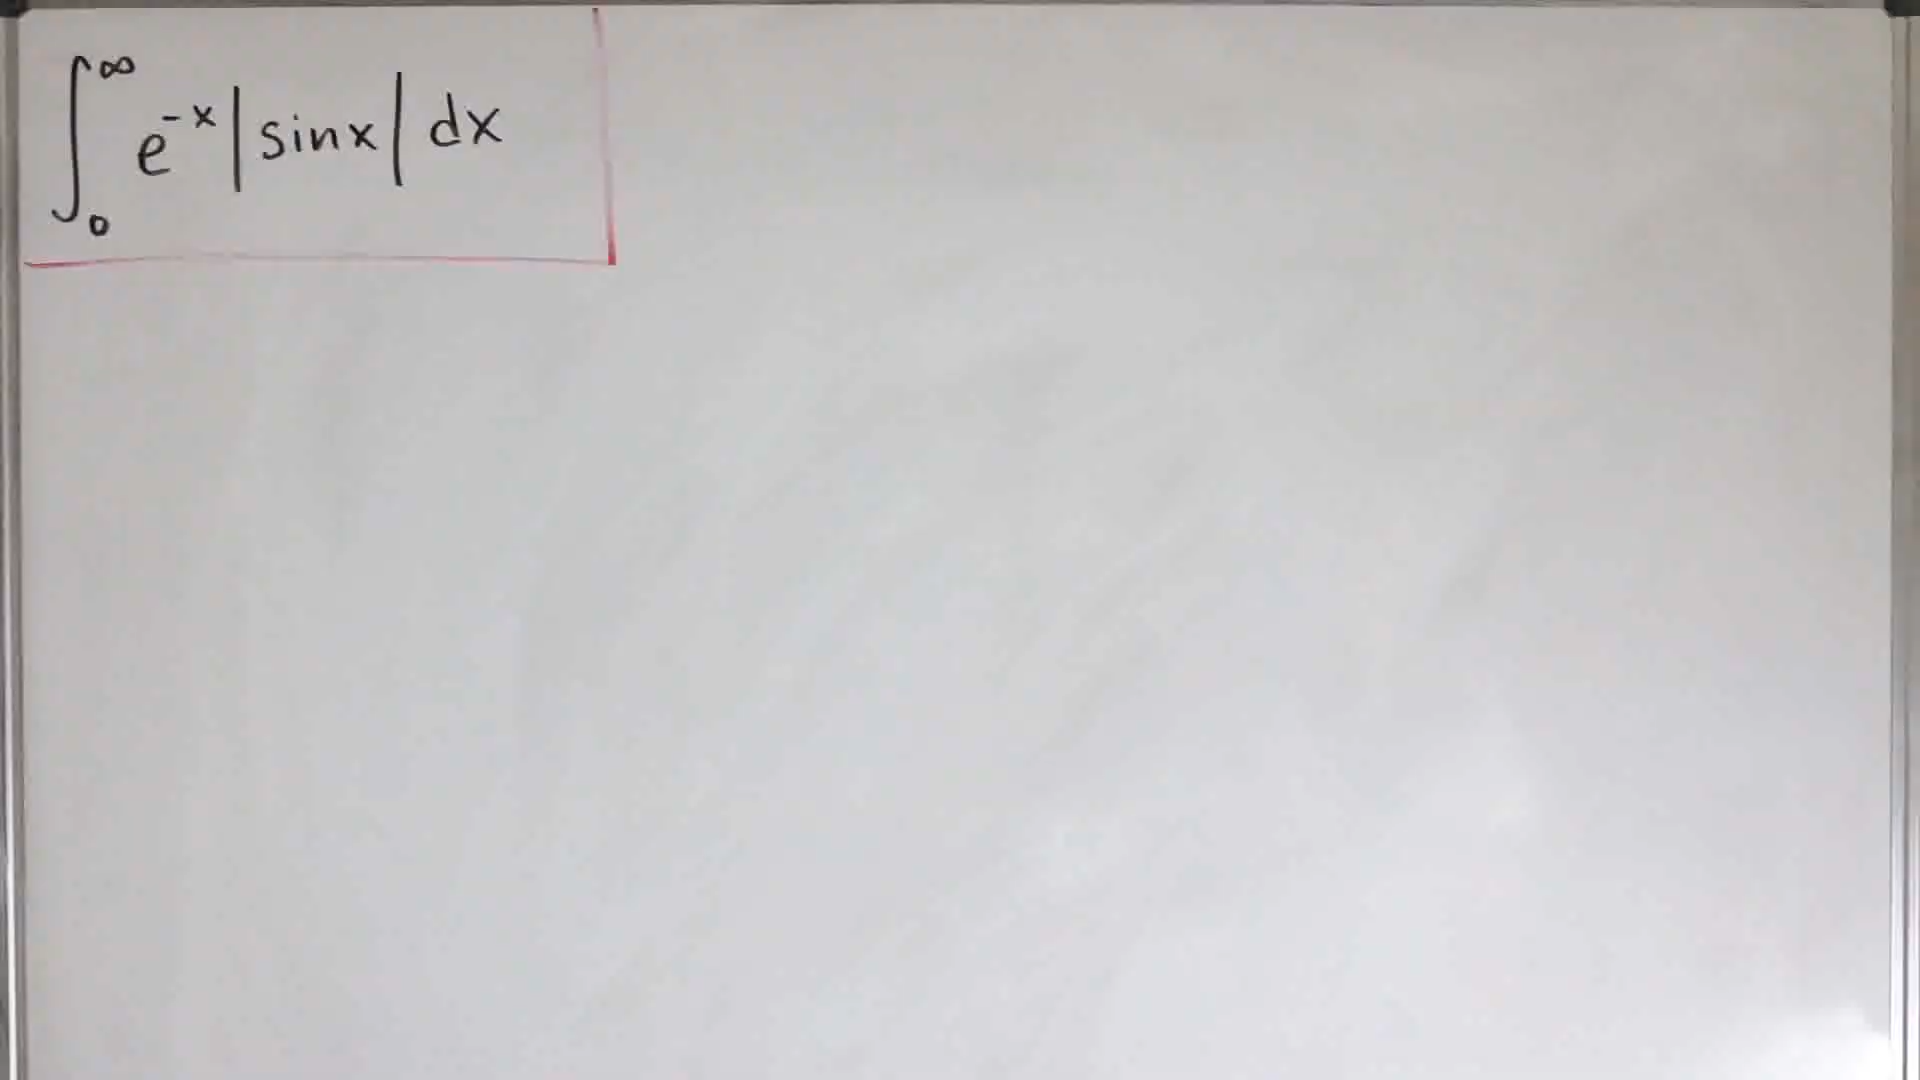 ∫₀^∞ e^{-x} |sinx| dx